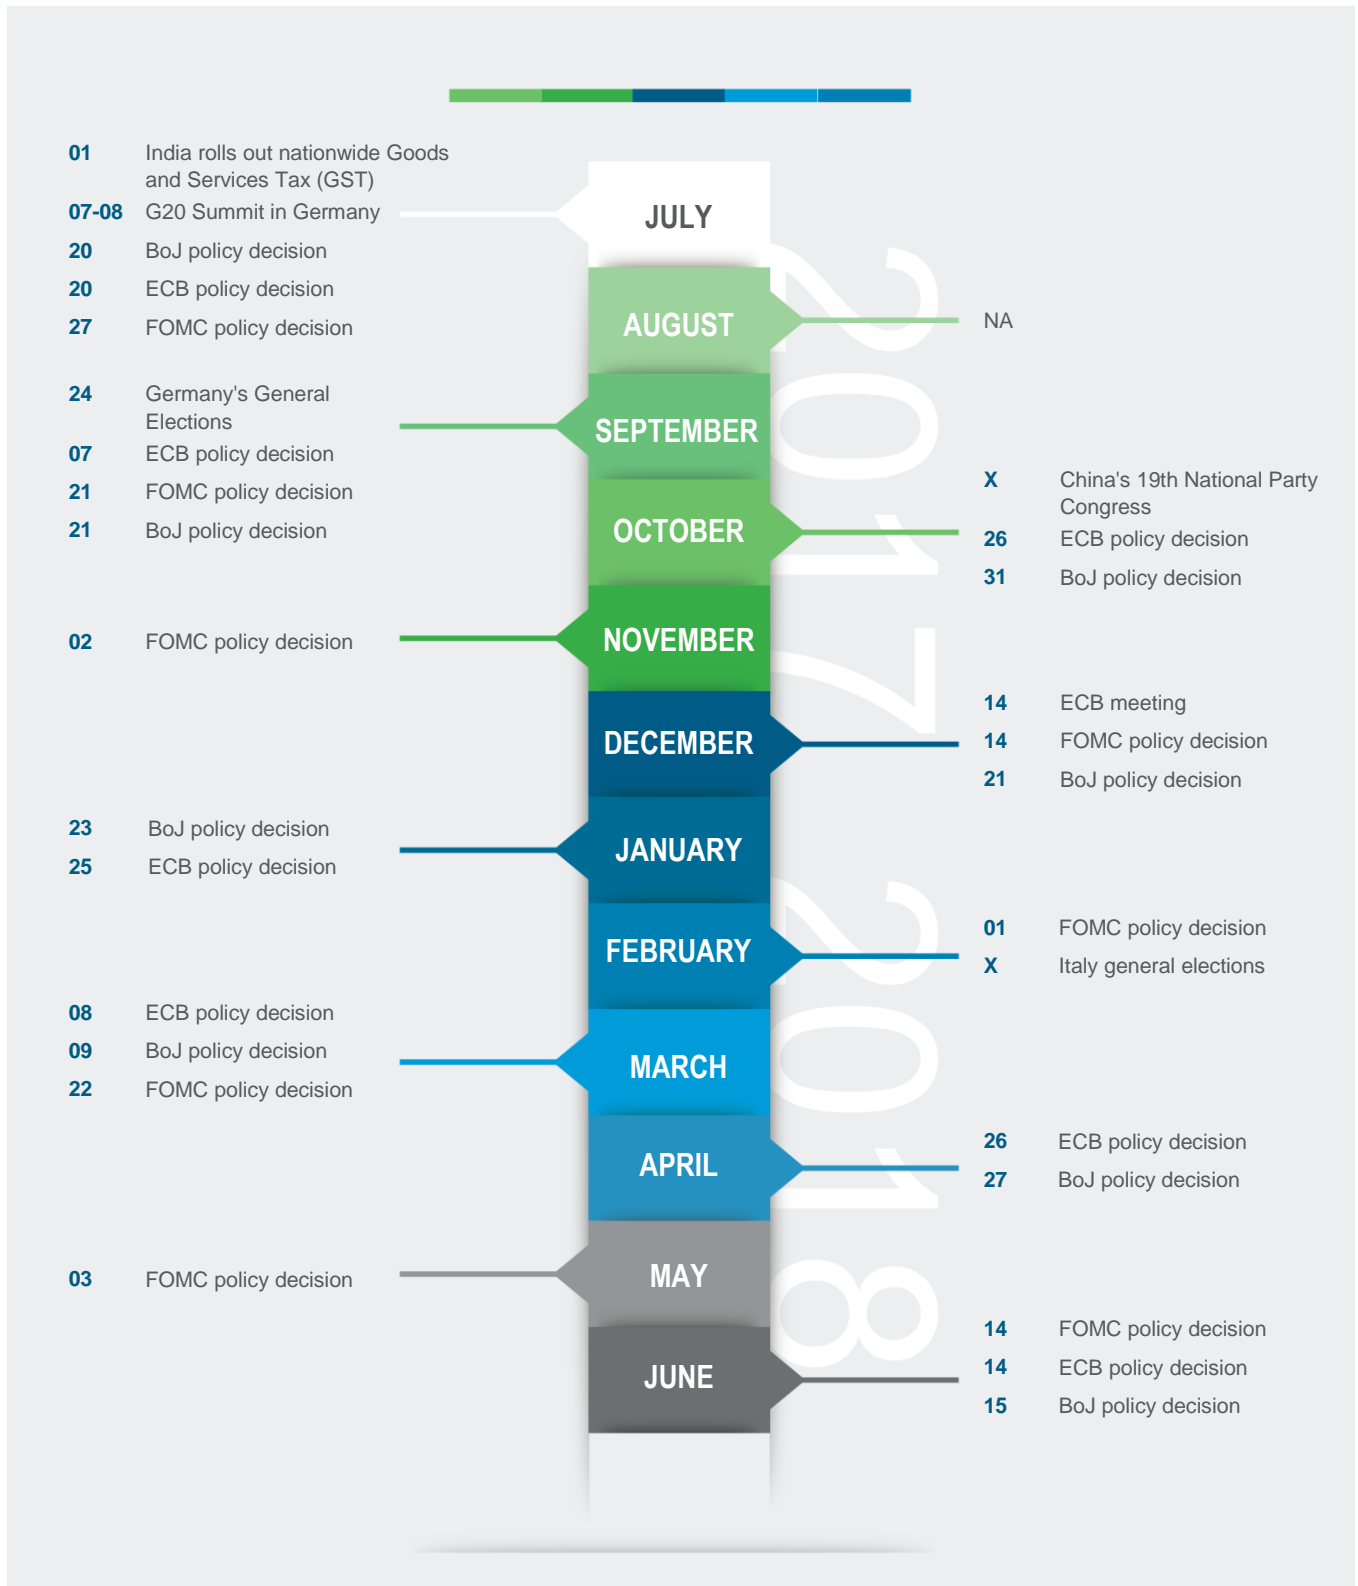 01 India rolls out nationwide Goods
and Services Tax (GST)
07-08 G20 Summit in Germany
20 BoJ policy decision
20 ECB policy decision
27 FOMC policy decision
JULY
AUGUST
NA
24 Germany's General
Elections
07 ECB policy decision
21 FOMC policy decision
21 BoJ policy decision
SEPTEMBER
OCTOBER
X China's 19th National Party
Congress
26 ECB policy decision
31 BoJ policy decision
2017
02 FOMC policy decision
NOVEMBER
DECEMBER
14 ECB meeting
14 FOMC policy decision
21 BoJ policy decision
23 BoJ policy decision
25 ECB policy decision
JANUARY
FEBRUARY
01 FOMC policy decision
X Italy general elections
08 ECB policy decision
09 BoJ policy decision
22 FOMC policy decision
MARCH
APRIL
26 ECB policy decision
27 BoJ policy decision
2018
03 FOMC policy decision
MAY
JUNE
14 FOMC policy decision
14 ECB policy decision
15 BoJ policy decision